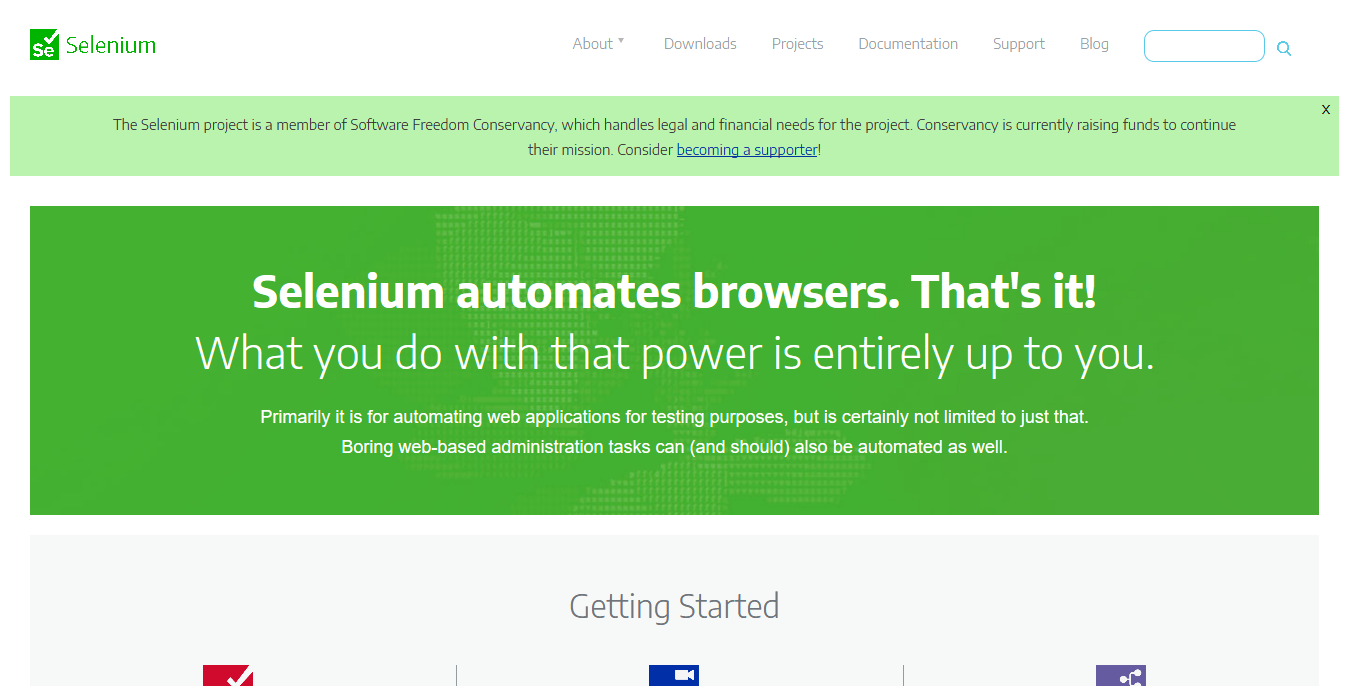 Se Selenium
About
Downloads
Projects
Documentation
Support
Blog
X
The Selenium project is a member of Software Freedom Conservancy, which handles legal and financial needs for the project. Conservancy is currently raising funds to continue
their mission. Consider becoming a supporter!
Selenium automates browsers. That's it!
What you do with that power is entirely up to you.
Primarily it is for automating web applications for testing purposes, but is certainly not limited to just that.
Boring web-based administration tasks can (and should) also be automated as well.
Getting Started